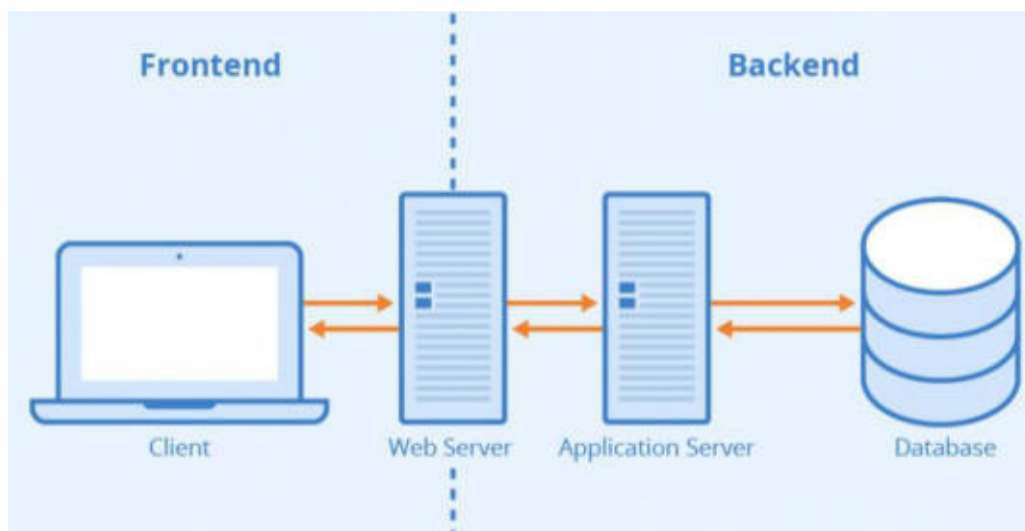 Frontend
Backend
Client
Web Server
Application Server
Database